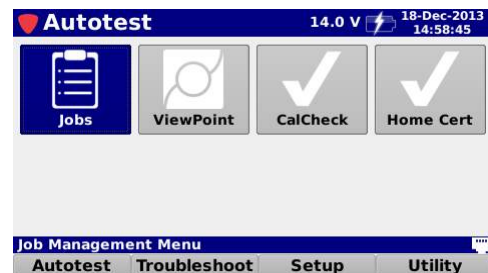 Autotest
14.0 V
18-Dec-2013
14:58:45
Jobs
ViewPoint
CalCheck
Home Cert
Job Management Menu
Autotest
Troubleshoot
Setup
Utility